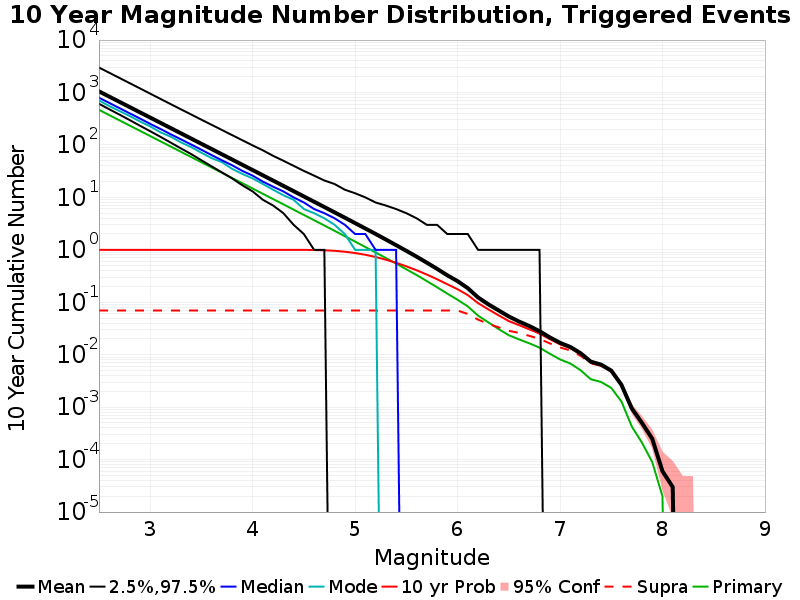 10 Year Magnitude Number Distribution, Triggered Events
10 Year Cumulative Number
10^4
10^3
10^2
10^1
10^0
10^-1
10^-2
10^-3
10^-4
10^-5
3 4 5 6 7 8 9
Magnitude
Mean 2.5%,97.5% Median Mode 10 yr Prob 95% Conf Supra Primary